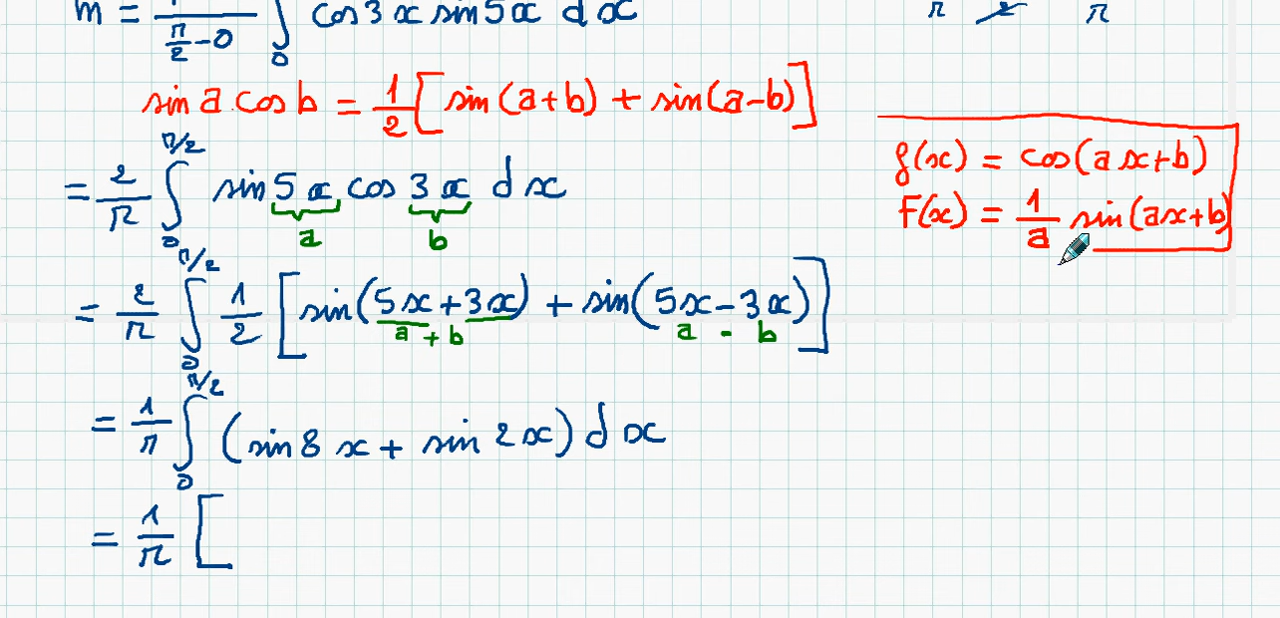 m = 1/(π/2 - 0) ∫₀ cos 3x sin 5x dx
π 2 π
sin a. cos b = 1/2 [sin(a+b) + sin(a-b)]
f(x) = cos(ax+b)
F(x) = 1/a sin(ax+b)
= 2/π ∫₀^(π/2) sin 5x cos 3x dx
a b
= 2/π ∫₀^(π/2) 1/2 [sin(5x+3x) + sin(5x-3x)]
a + b a - b
= 1/π ∫₀^(π/2) (sin 8x + sin 2x) dx
= 1/π [